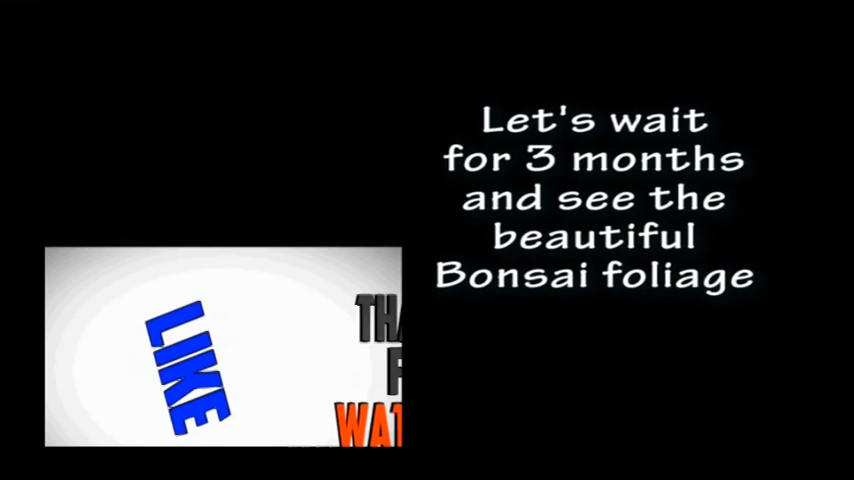 Let's wait
for 3 months
and see the
beautiful
Bonsai foliage
LIKE